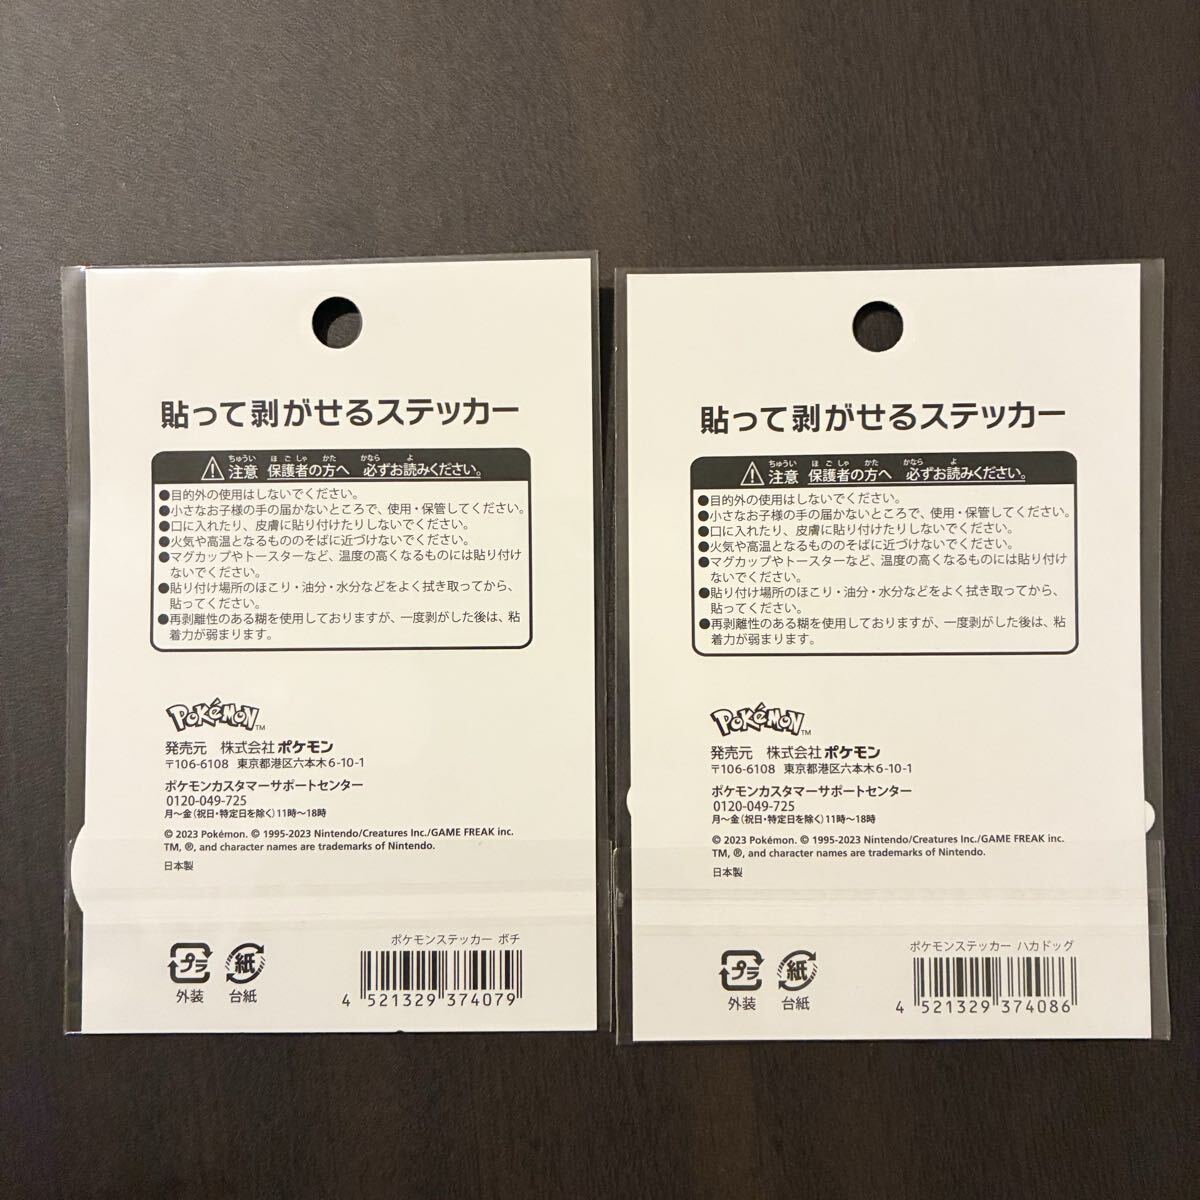 貼って剥がせるステッカー
ちゅうい ほごしゃ かた かなら よ
注意 保護者の方へ 必ずお読みください。
●目的外の使用はしないでください。
●小さなお子様の手の届かないところで、使用・保管してください。
●口に入れたり、皮膚に貼り付けたりしないでください。
●火気や高温となるもののそばに近づけないでください。
●マグカップやトースターなど、温度の高くなるものには貼り付け
ないでください。
●貼り付け場所のほこり・油分・水分などをよく拭き取ってから、
貼ってください。
●再剥離性のある糊を使用しておりますが、一度剥がした後は、粘
着力が弱まります。
POKéMON TM
発売元 株式会社ポケモン
〒106-6108 東京都港区六本木6-10-1
ポケモンカスタマーサポートセンター
0120-049-725
月〜金(祝日・特定日を除く)11時〜18時
© 2023 Pokémon. © 1995-2023 Nintendo/Creatures Inc./GAME FREAK inc.
TM, ®, and character names are trademarks of Nintendo.
日本製
ポケモンステッカー ボチ
プラ 紙
外装 台紙
4 521329 374079
貼って剥がせるステッカー
ちゅうい ほごしゃ かた かなら よ
注意 保護者の方へ 必ずお読みください。
●目的外の使用はしないでください。
●小さなお子様の手の届かないところで、使用・保管してください。
●口に入れたり、皮膚に貼り付けたりしないでください。
●火気や高温となるもののそばに近づけないでください。
●マグカップやトースターなど、温度の高くなるものには貼り付け
ないでください。
●貼り付け場所のほこり・油分・水分などをよく拭き取ってから、
貼ってください。
●再剥離性のある糊を使用しておりますが、一度剥がした後は、粘
着力が弱まります。
POKéMON TM
発売元 株式会社ポケモン
〒106-6108 東京都港区六本木6-10-1
ポケモンカスタマーサポートセンター
0120-049-725
月〜金(祝日・特定日を除く)11時〜18時
© 2023 Pokémon. © 1995-2023 Nintendo/Creatures Inc./GAME FREAK inc.
TM, ®, and character names are trademarks of Nintendo.
日本製
ポケモンステッカー ハカドッグ
プラ 紙
外装 台紙
4 521329 374086